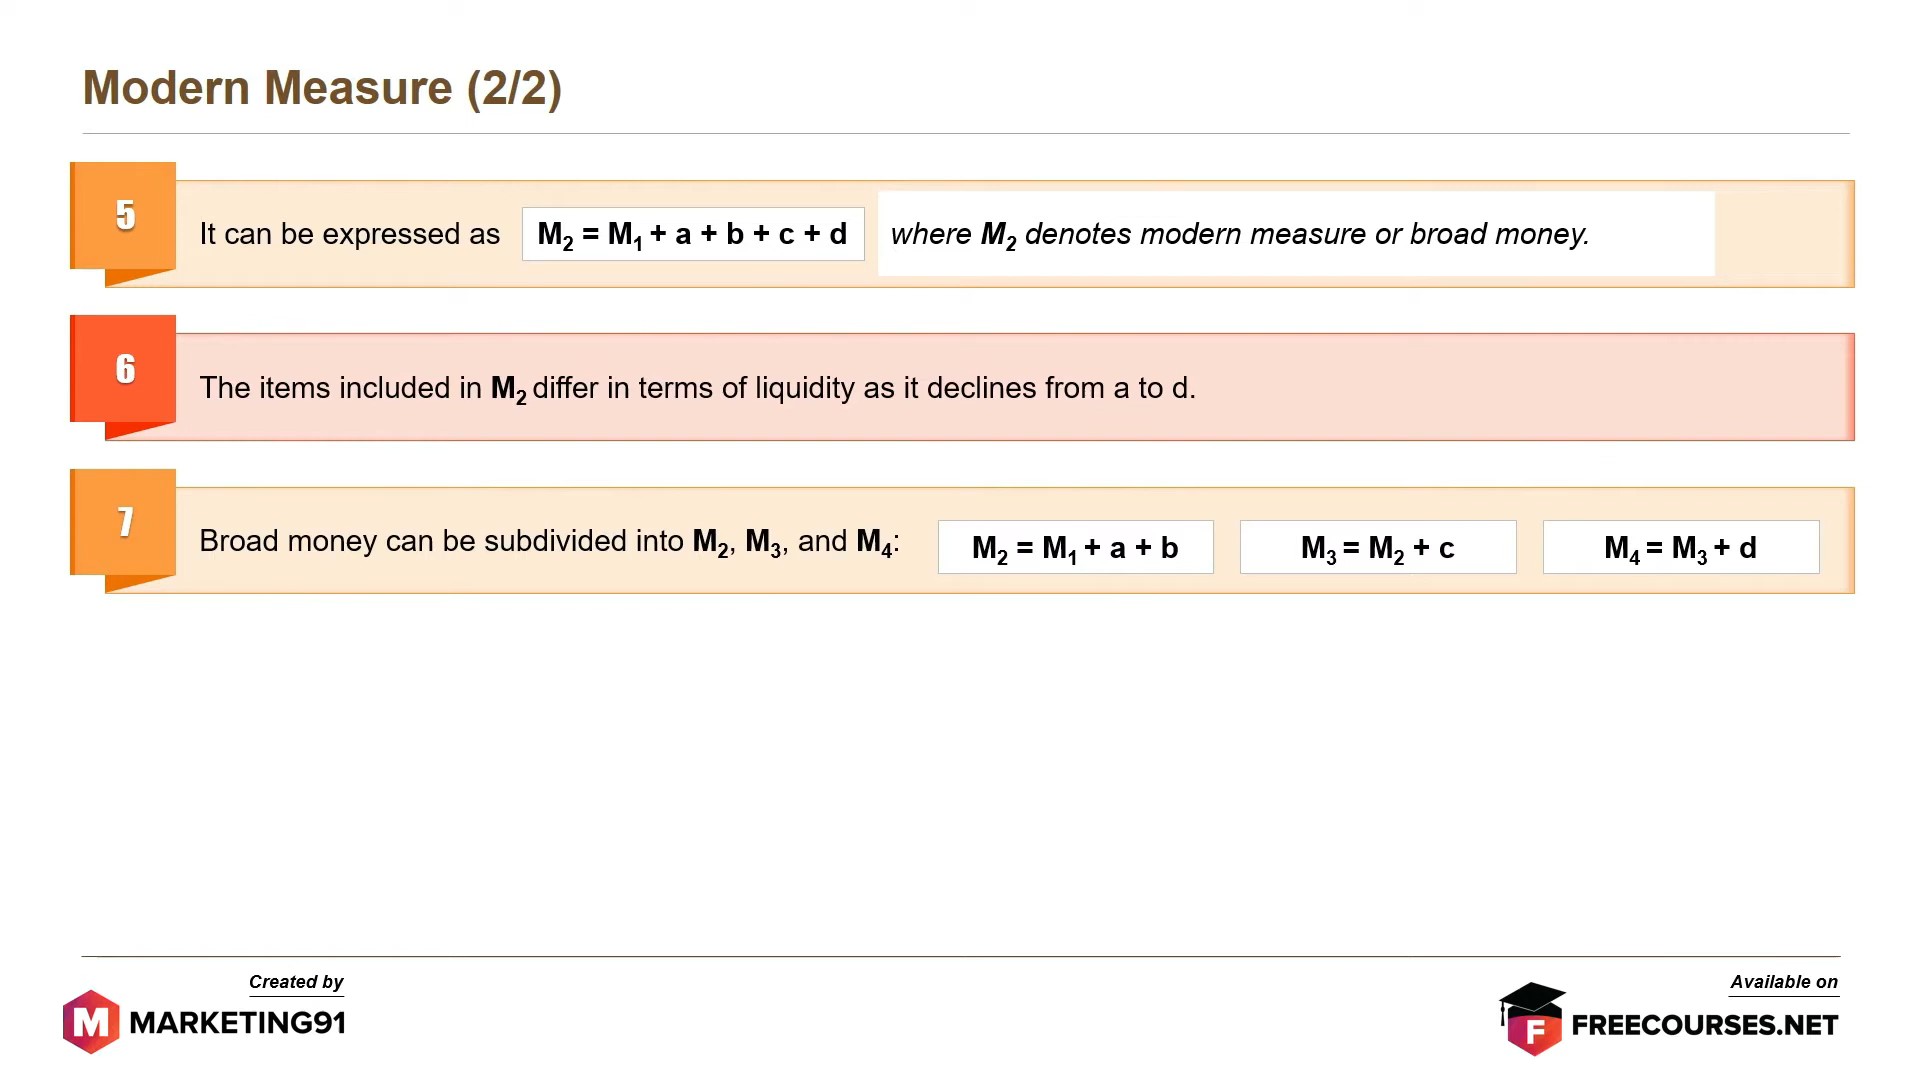 Modern Measure (2/2)
5
It can be expressed as M₂ = M₁ + a + b + c + d where M₂ denotes modern measure or broad money.
6
The items included in M₂ differ in terms of liquidity as it declines from a to d.
7
Broad money can be subdivided into M₂, M₃, and M₄: M₂ = M₁ + a + b M₃ = M₂ + c M₄ = M₃ + d
Created by
M MARKETING91
Available on
F FREECOURSES.NET